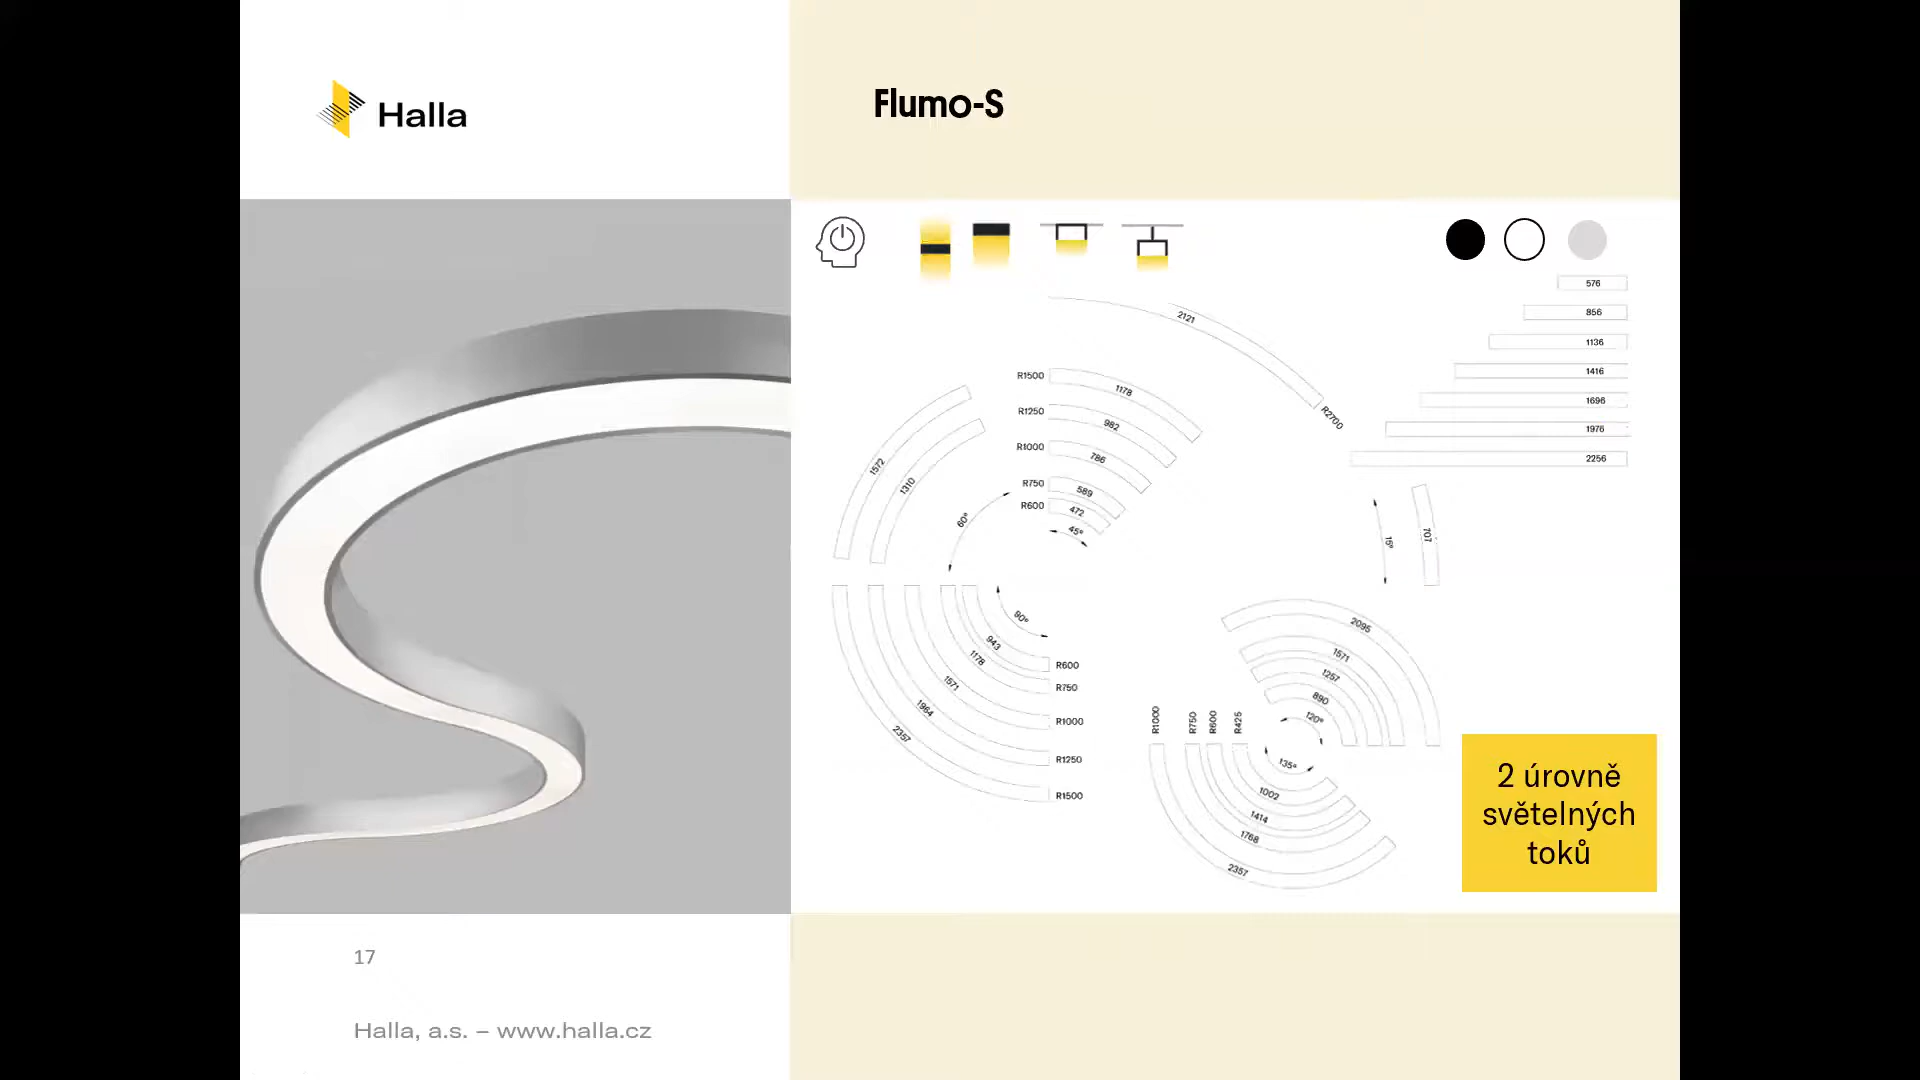 Halla
Flumo-S
576
856
1136
1416
1696
1976
2256
2121
R2700
R1500
1178
R1250
982
R1000
786
R750
589
R600
472
45°
1572
1310
60°
15°
707
90°
943
1178
1571
1964
2357
R600
R750
R1000
R1250
R1500
2095
1571
1257
890
120°
R1000
R750
R600
R425
135°
1002
1414
1768
2357
2 úrovně
světelných
toků
17
Halla, a.s. – www.halla.cz